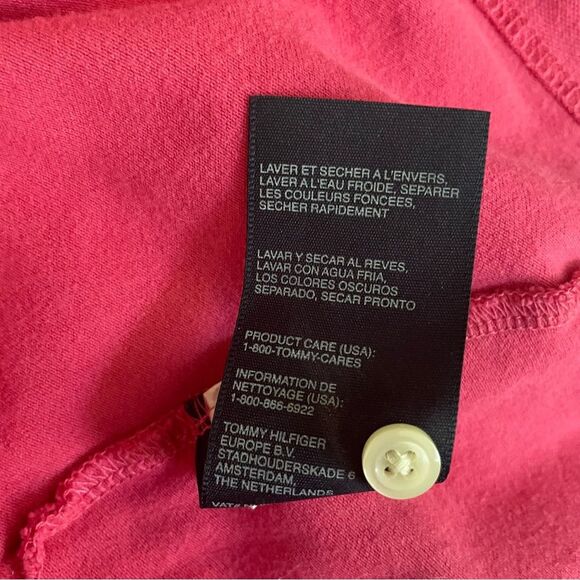 LAVER ET SECHER A L'ENVERS,
LAVER A L'EAU FROIDE, SEPARER
LES COULEURS FONCEES,
SECHER RAPIDEMENT
LAVAR Y SECAR AL REVES,
LAVAR CON AGUA FRIA,
LOS COLORES OSCUROS
SEPARADO, SECAR PRONTO
PRODUCT CARE (USA):
1-800-TOMMY-CARES
INFORMATION DE
NETTOYAGE (USA):
1-800-866-6922
TOMMY HILFIGER
EUROPE B.V.
STADHOUDERSKADE 6
AMSTERDAM,
THE NETHERLANDS